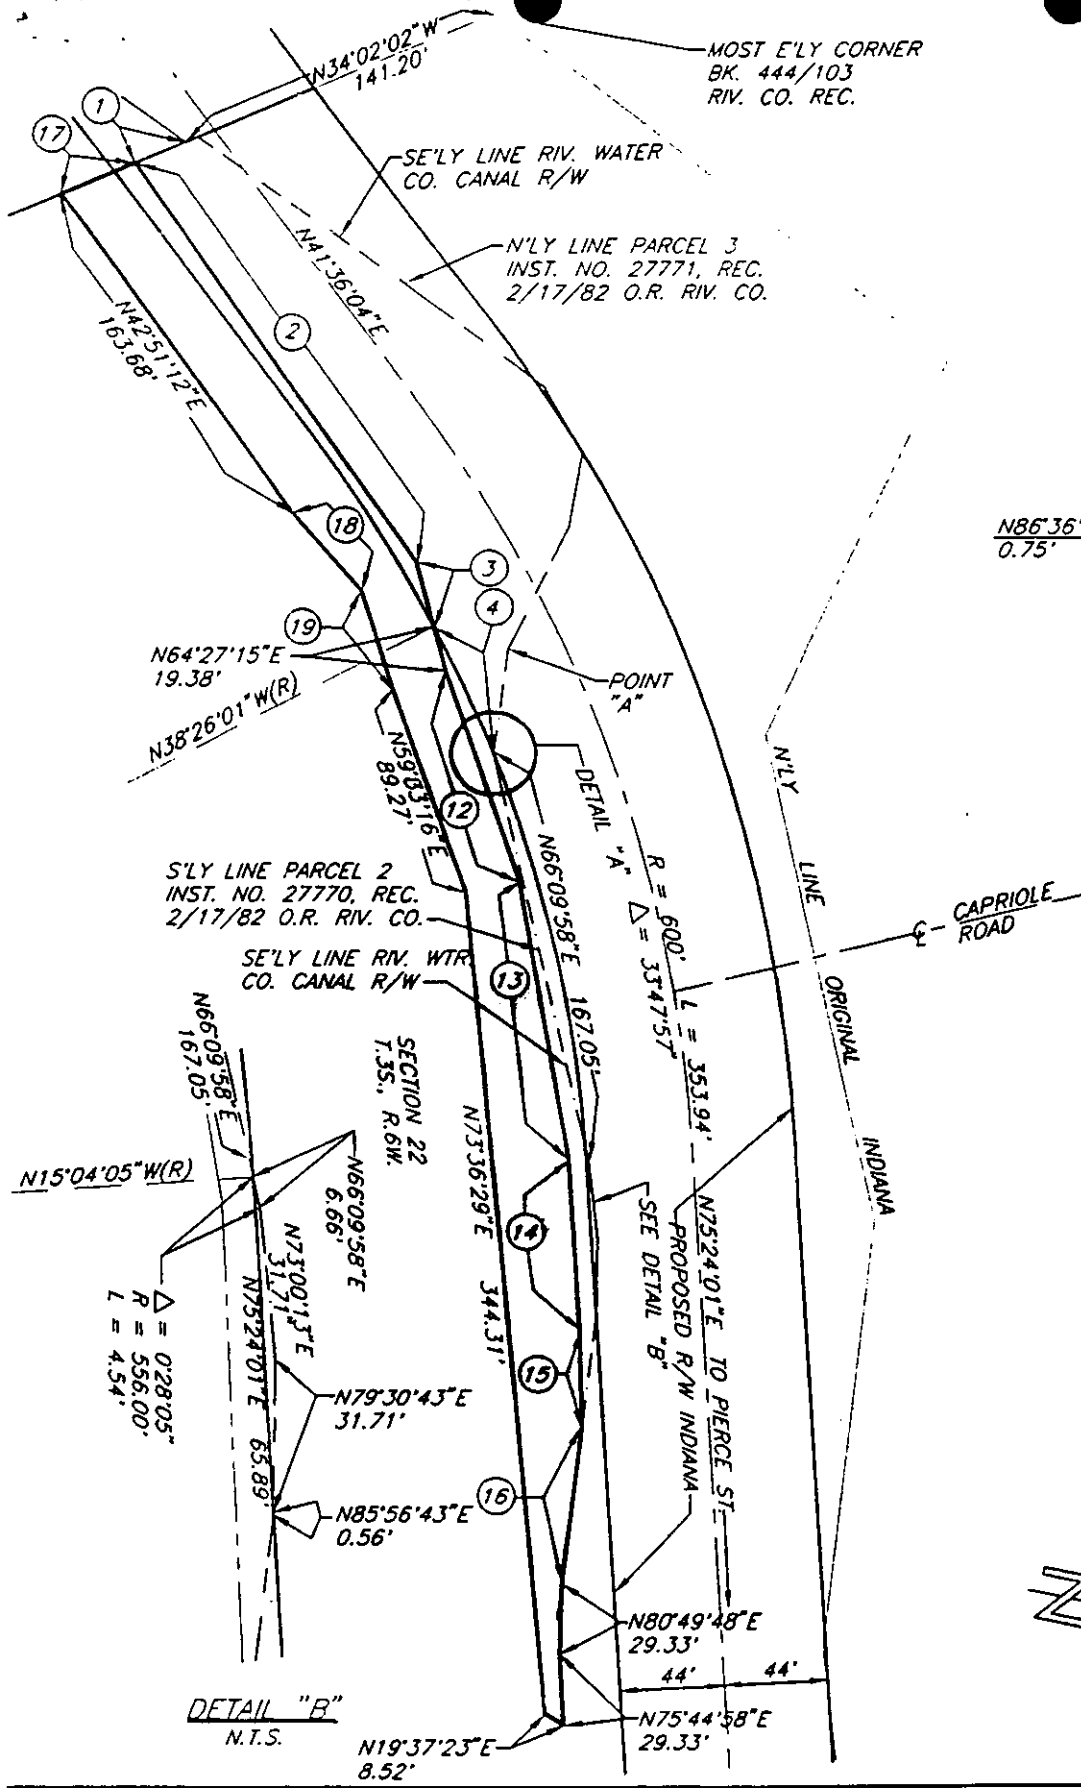 N34°02'02"W
141.20'
MOST E'LY CORNER
BK. 444/103
RIV. CO. REC.
1
17
SE'LY LINE RIV. WATER
CO. CANAL R/W
N'LY LINE PARCEL 3
INST. NO. 27771, REC.
2/17/82 O.R. RIV. CO.
N41°36'04"E
2
N42°51'12"E
163.68'
18
N86°36'
0.75'
3
4
19
N64°27'15"E
19.38'
POINT
"A"
N38°26'01"W(R)
N59°03'16"E
89.27'
12
DETAIL "A"
N'LY LINE ORIGINAL INDIANA
S'LY LINE PARCEL 2
INST. NO. 27770, REC.
2/17/82 O.R. RIV. CO.
N66°09'58"E 167.05'
R = 600'
Δ = 33°47'57"
L = 353.94'
℄ CAPRIOLE
ROAD
SE'LY LINE RIV. WTR.
CO. CANAL R/W
13
SECTION 22
T.3S., R.6W.
N66°09'58"E
167.05'
N73°36'29"E 344.31'
N15°04'05"W(R)
N66°09'58"E
6.66'
14
SEE DETAIL "B"
PROPOSED R/W INDIANA
N75°24'01"E TO PIERCE ST.
N73°00'13"E
31.71'
N75°24'01"E 65.89'
Δ = 0°28'05"
R = 556.00'
L = 4.54'
15
N79°30'43"E
31.71'
16
N85°56'43"E
0.56'
N80°49'48"E
29.33'
44' 44'
DETAIL "B"
N.T.S.
N75°44'58"E
29.33'
N19°37'23"E
8.52'
N